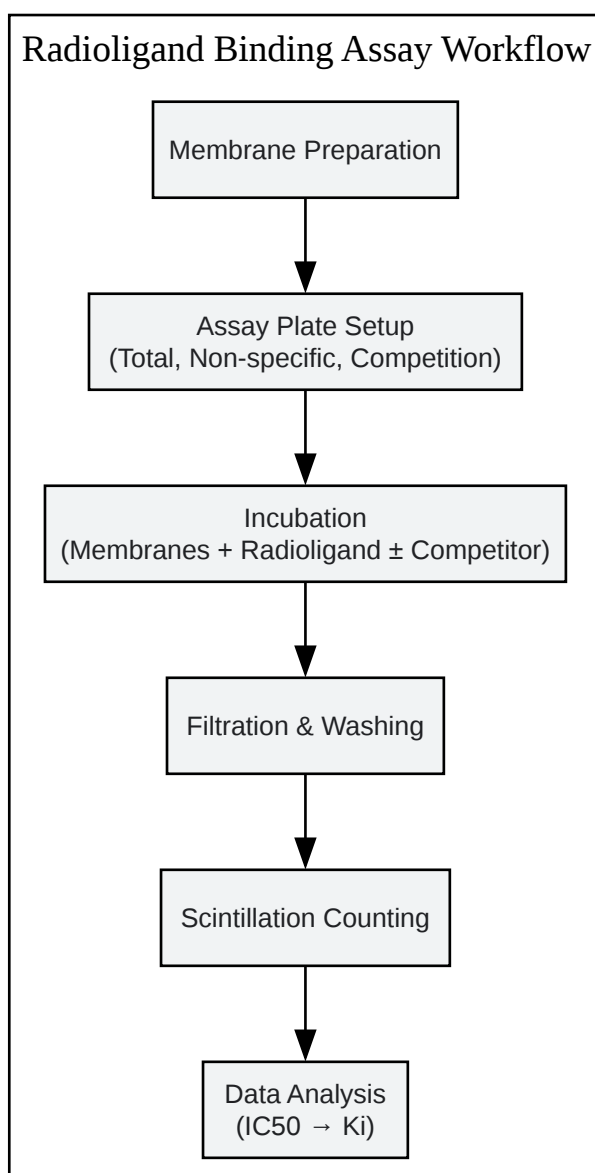 Radioligand Binding Assay Workflow
Membrane Preparation
Assay Plate Setup
(Total, Non-specific, Competition)
Incubation
(Membranes + Radioligand ± Competitor)
Filtration & Washing
Scintillation Counting
Data Analysis
(IC50 → Ki)